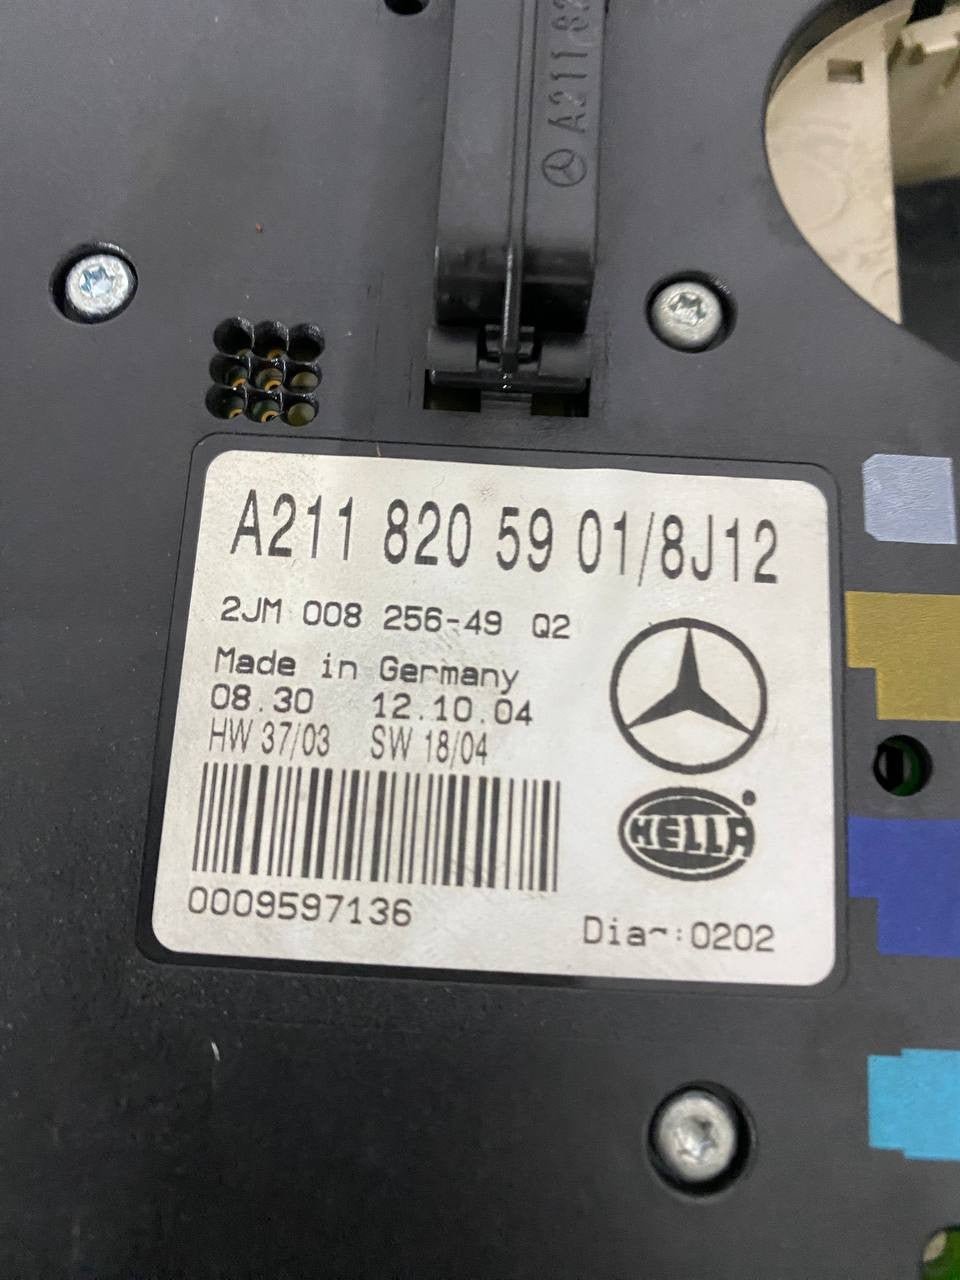 A211 82
A211 820 59 01/8J12
2JM 008 256-49 Q2
Made in Germany
08.30 12.10.04
HW 37/03 SW 18/04
HELLA®
0009597136
Dia~:0202